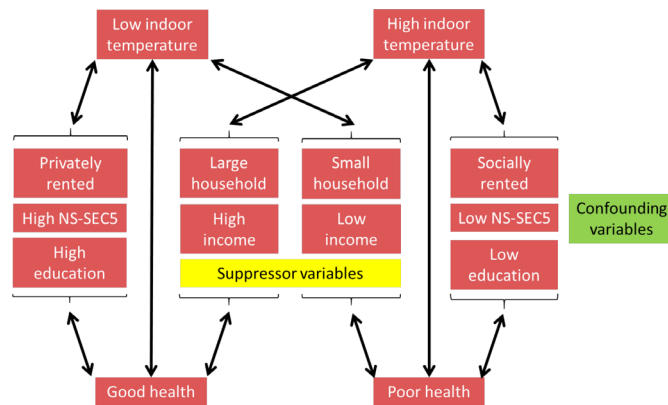 Low indoor
temperature
High indoor
temperature
Privately
rented
High NS-SEC5
High
education
Large
household
High
income
Small
household
Low
income
Suppressor variables
Socially
rented
Low NS-SEC5
Low
education
Confounding
variables
Good health
Poor health